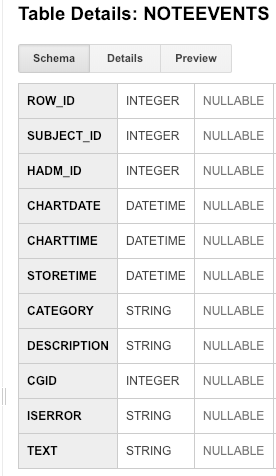 Table Details: NOTEEVENTS
Schema Details Preview
ROW_ID INTEGER NULLABLE
SUBJECT_ID INTEGER NULLABLE
HADM_ID INTEGER NULLABLE
CHARTDATE DATETIME NULLABLE
CHARTTIME DATETIME NULLABLE
STORETIME DATETIME NULLABLE
CATEGORY STRING NULLABLE
DESCRIPTION STRING NULLABLE
CGID INTEGER NULLABLE
ISERROR STRING NULLABLE
TEXT STRING NULLABLE